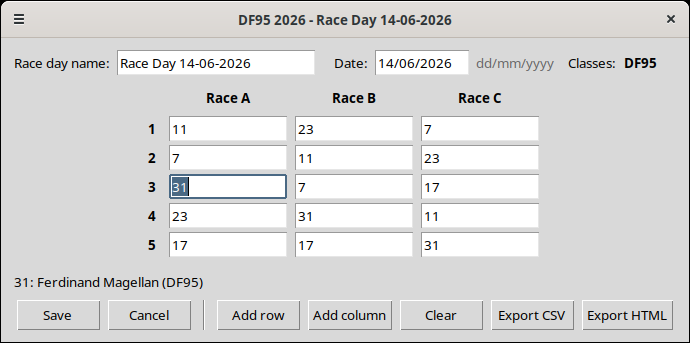 ☰ DF95 2026 - Race Day 14-06-2026 ✕
Race day name: Race Day 14-06-2026 Date: 14/06/2026 dd/mm/yyyy Classes: DF95
Race A Race B Race C
1 11 23 7
2 7 11 23
3 31 7 17
4 23 31 11
5 17 17 31
31: Ferdinand Magellan (DF95)
Save Cancel Add row Add column Clear Export CSV Export HTML